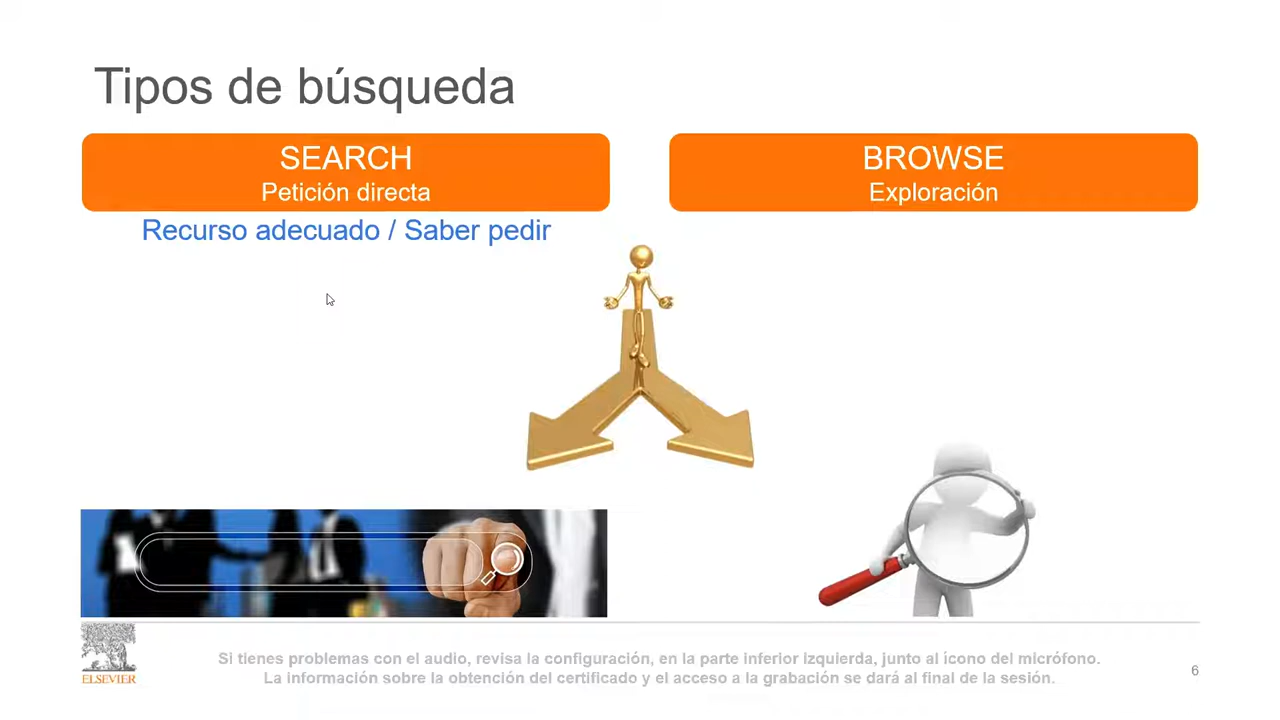 Tipos de búsqueda
SEARCH
Petición directa
BROWSE
Exploración
Recurso adecuado / Saber pedir
ELSEVIER
Si tienes problemas con el audio, revisa la configuración, en la parte inferior izquierda, junto al ícono del micrófono.
La información sobre la obtención del certificado y el acceso a la grabación se dará al final de la sesión.
6